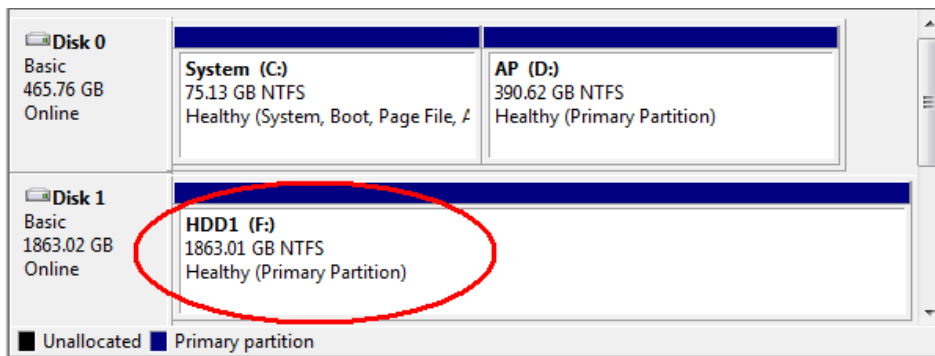 Disk 0
Basic
465.76 GB
Online
System (C:)
75.13 GB NTFS
Healthy (System, Boot, Page File, A
AP (D:)
390.62 GB NTFS
Healthy (Primary Partition)
Disk 1
Basic
1863.02 GB
Online
HDD1 (F:)
1863.01 GB NTFS
Healthy (Primary Partition)
Unallocated Primary partition